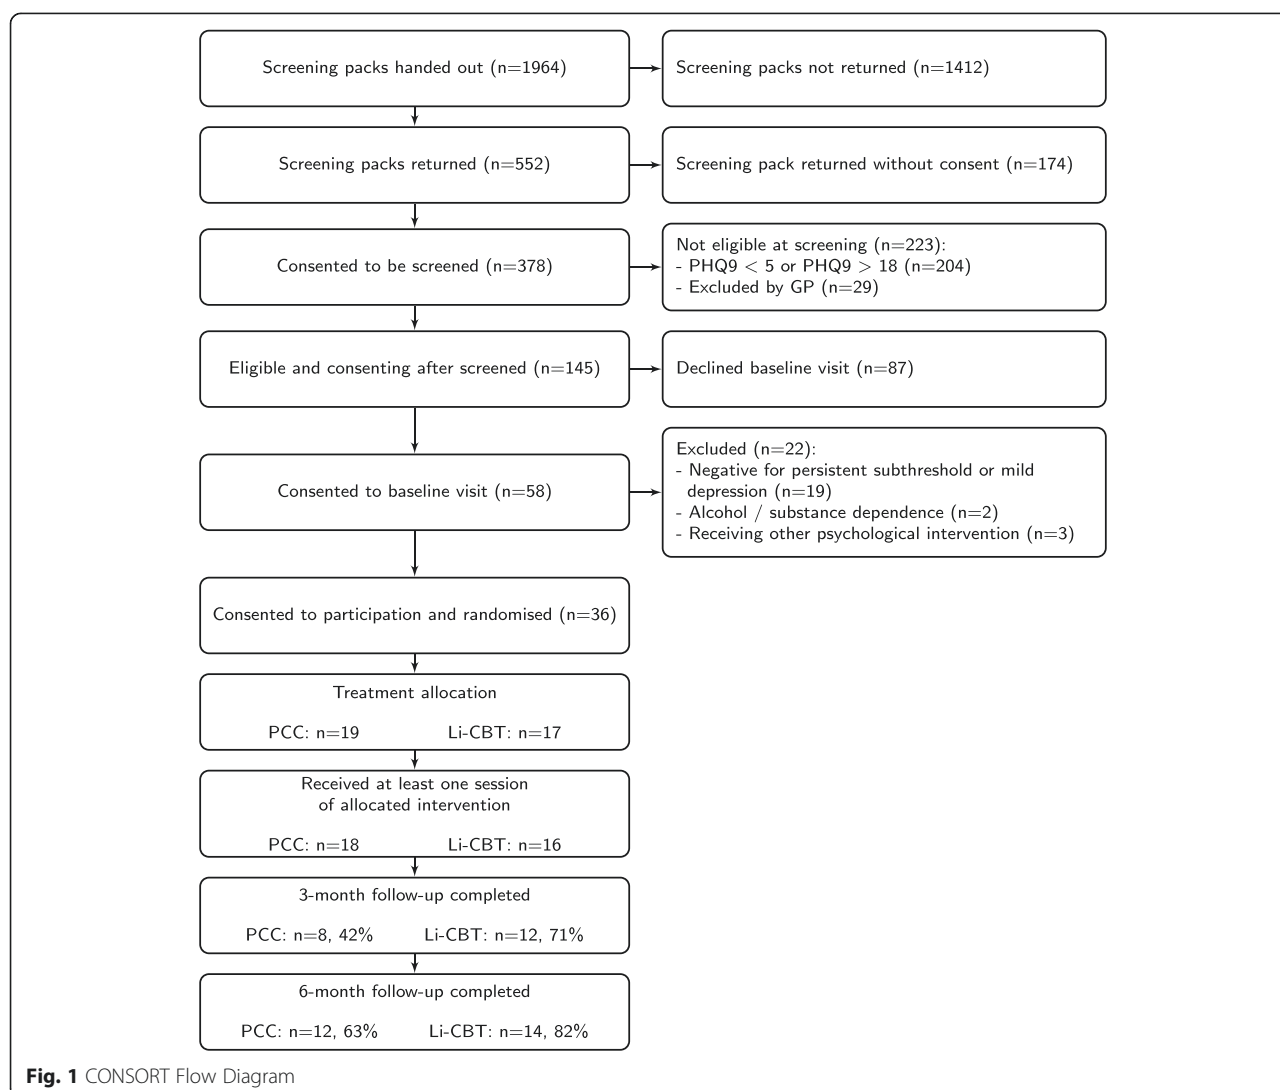 Screening packs handed out (n=1964)
Screening packs not returned (n=1412)
Screening packs returned (n=552)
Screening pack returned without consent (n=174)
Consented to be screened (n=378)
Not eligible at screening (n=223):
- PHQ9 < 5 or PHQ9 > 18 (n=204)
- Excluded by GP (n=29)
Eligible and consenting after screened (n=145)
Declined baseline visit (n=87)
Consented to baseline visit (n=58)
Excluded (n=22):
- Negative for persistent subthreshold or mild
depression (n=19)
- Alcohol / substance dependence (n=2)
- Receiving other psychological intervention (n=3)
Consented to participation and randomised (n=36)
Treatment allocation
PCC: n=19 Li-CBT: n=17
Received at least one session
of allocated intervention
PCC: n=18 Li-CBT: n=16
3-month follow-up completed
PCC: n=8, 42% Li-CBT: n=12, 71%
6-month follow-up completed
PCC: n=12, 63% Li-CBT: n=14, 82%
Fig. 1 CONSORT Flow Diagram